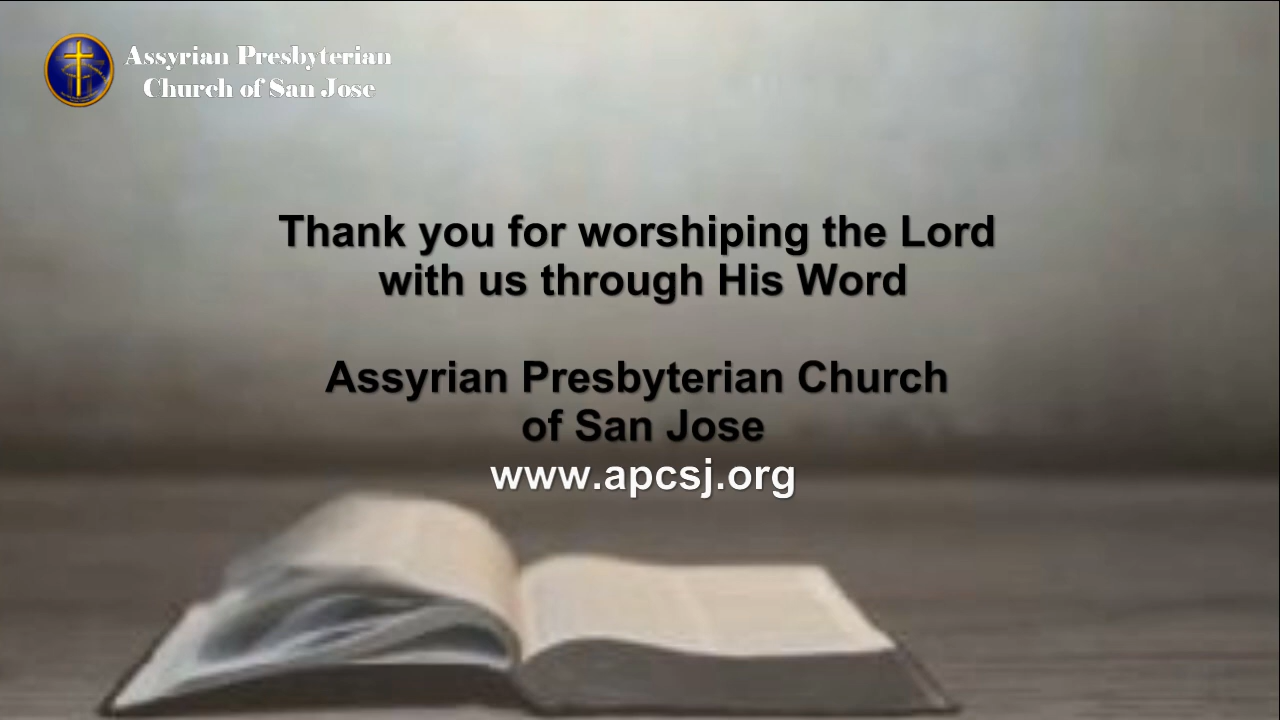 Assyrian Presbyterian
Church of San Jose
Thank you for worshiping the Lord
with us through His Word
Assyrian Presbyterian Church
of San Jose
www.apcsj.org